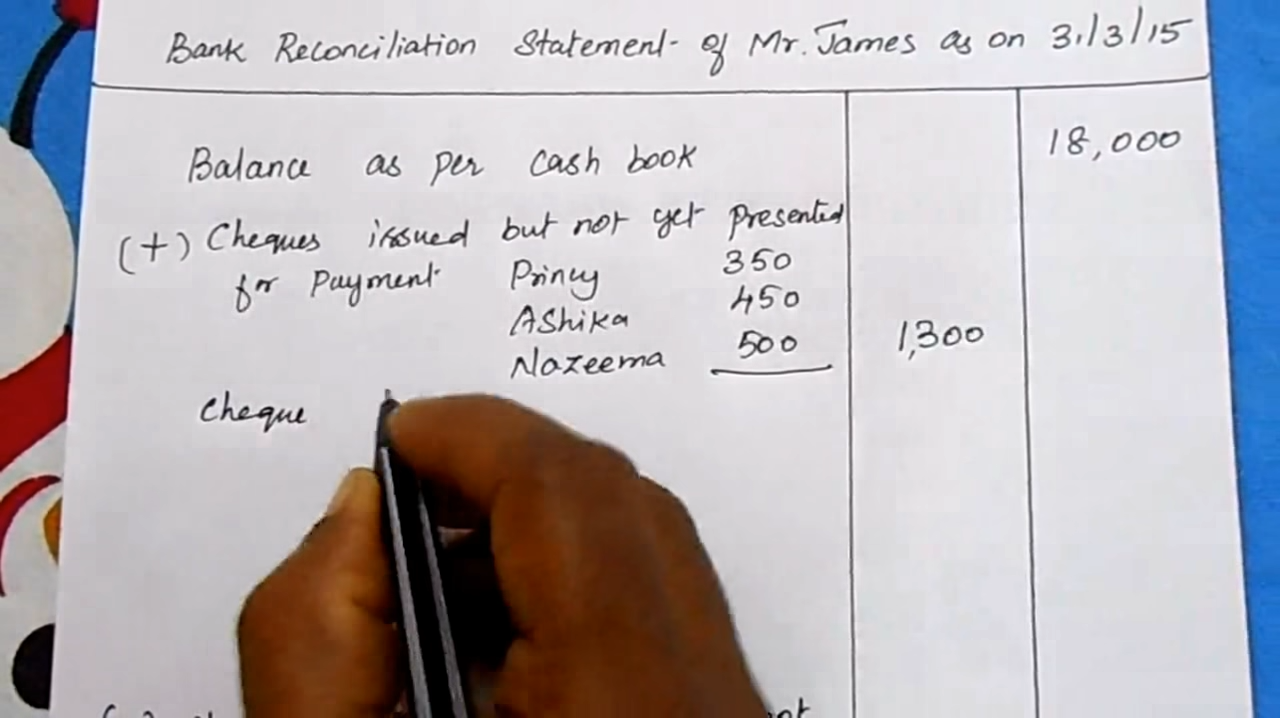 Bank Reconciliation Statement of Mr. James as on 31/3/15
Balance as per cash book 18,000
(+) Cheques issued but not yet presented
for Payment Princy 350
Ashika 450
Nazeema 500 1,300
Cheque